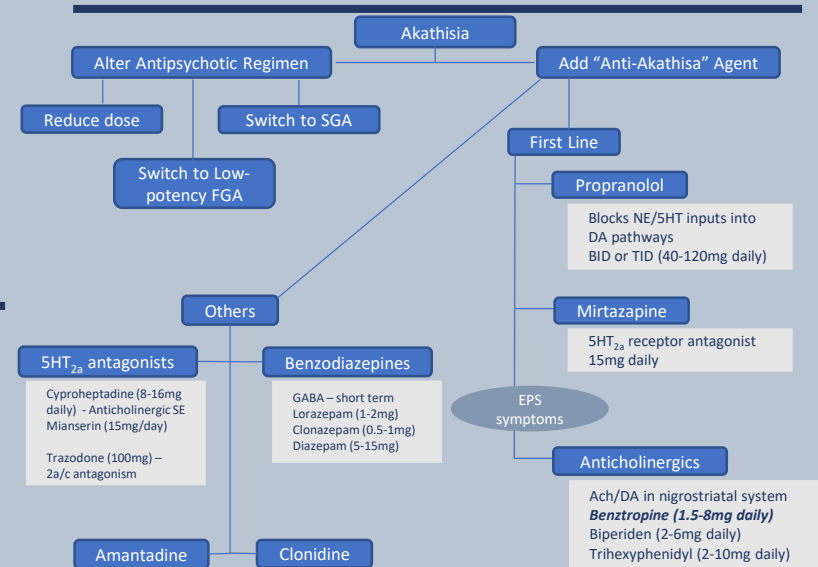 Akathisia
Alter Antipsychotic Regimen
Add “Anti-Akathisa” Agent
Reduce dose
Switch to SGA
Switch to Low-
potency FGA
First Line
Propranolol
Blocks NE/5HT inputs into
DA pathways
BID or TID (40-120mg daily)
Mirtazapine
5HT2a receptor antagonist
15mg daily
EPS
symptoms
Anticholinergics
Ach/DA in nigrostriatal system
Benztropine (1.5-8mg daily)
Biperiden (2-6mg daily)
Trihexyphenidyl (2-10mg daily)
Others
5HT2a antagonists
Cyproheptadine (8-16mg
daily) - Anticholinergic SE
Mianserin (15mg/day)
Trazodone (100mg) –
2a/c antagonism
Benzodiazepines
GABA – short term
Lorazepam (1-2mg)
Clonazepam (0.5-1mg)
Diazepam (5-15mg)
Amantadine
Clonidine